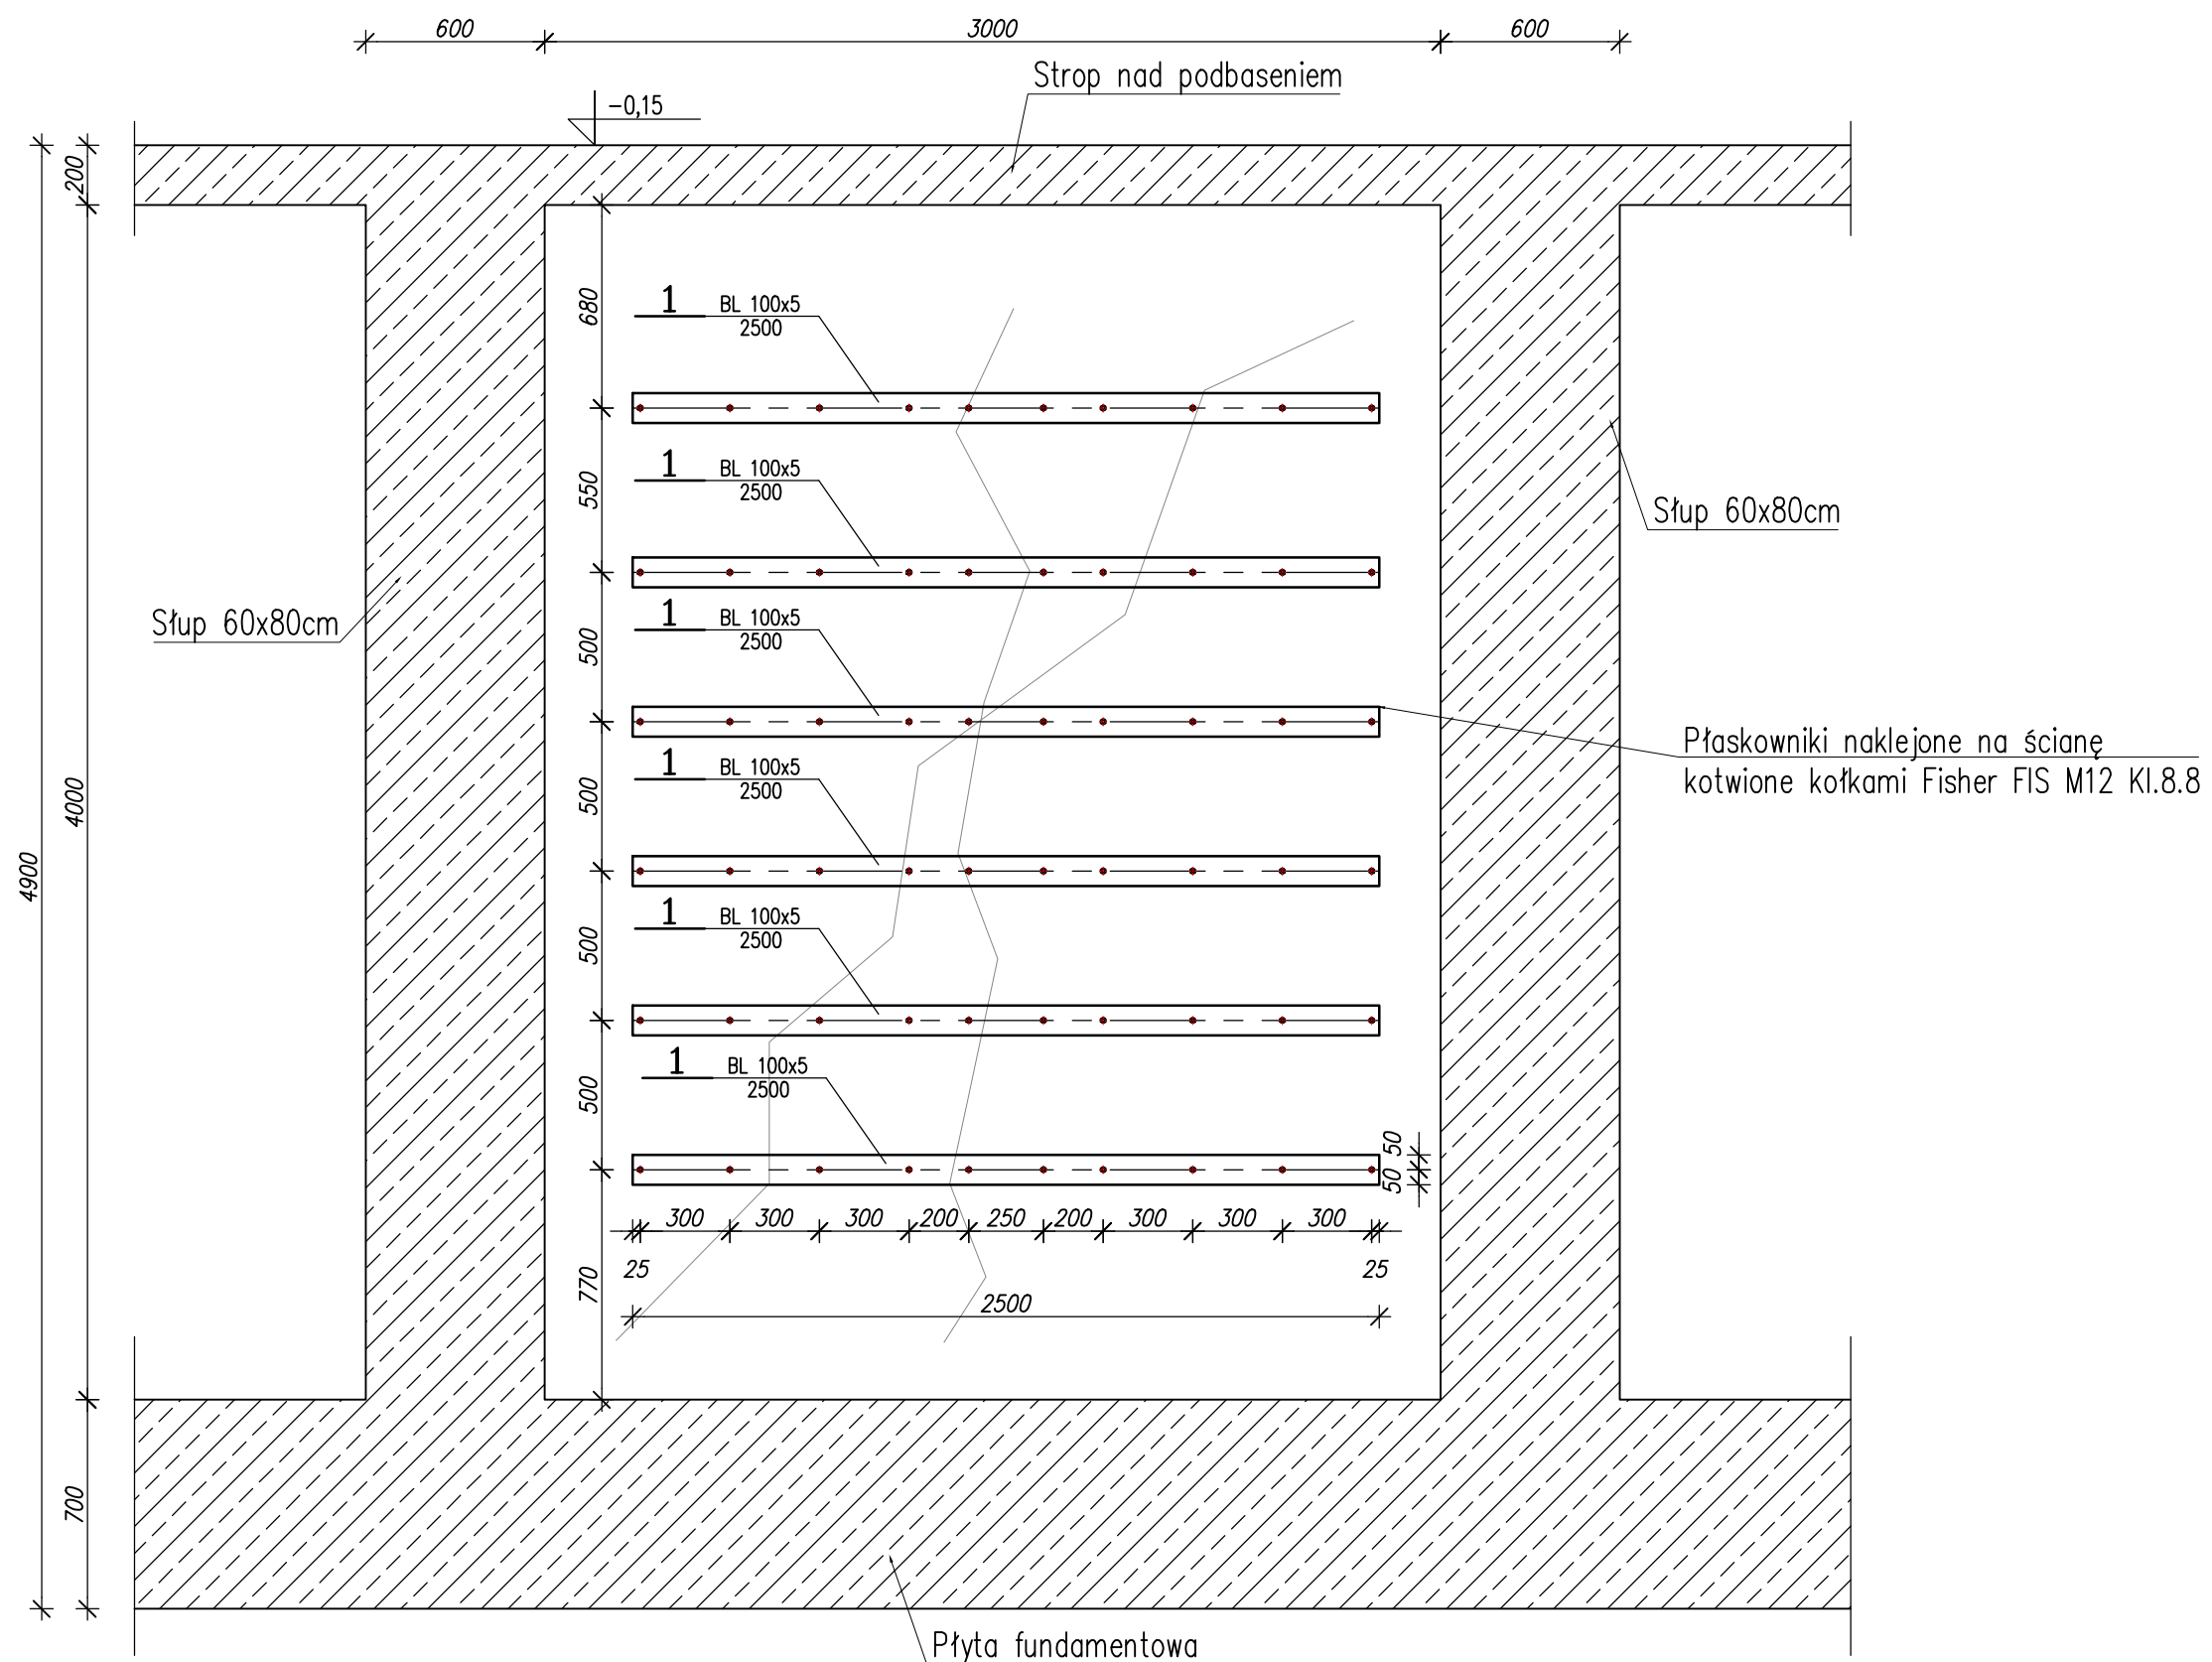 600
3000
600
Strop nad podbaseniem
-0,15
200
680
1 BL 100x5
2500
550
1 BL 100x5
2500
Słup 60x80cm
500
1 BL 100x5
2500
Słup 60x80cm
Płaskowniki naklejone na ścianę
kotwione kołkami Fisher FIS M12 Kl.8.8
4000
4900
500
1 BL 100x5
2500
500
1 BL 100x5
2500
500
1 BL 100x5
2500
50
50
300 300 300 200 250 200 300 300 300
25 25
770
2500
700
Płyta fundamentowa